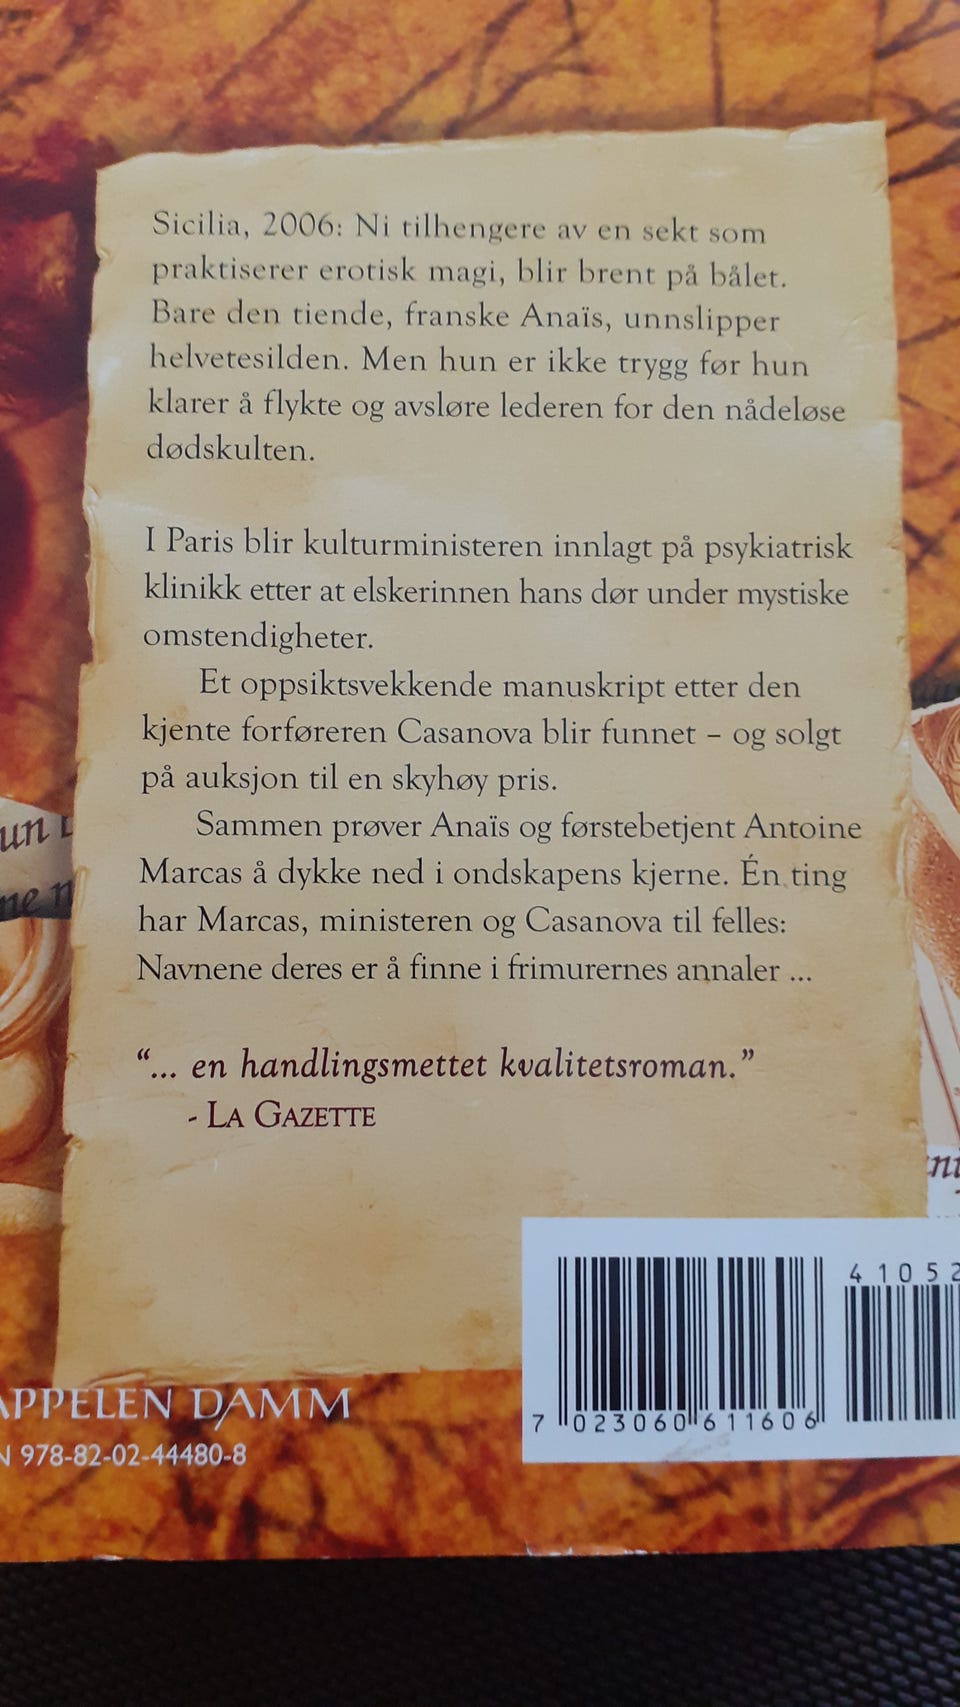 Sicilia, 2006: Ni tilhengere av en sekt som
praktiserer erotisk magi, blir brent på bålet.
Bare den tiende, franske Anaïs, unnslipper
helvetesilden. Men hun er ikke trygg før hun
klarer å flykte og avsløre lederen for den nådeløse
dødskulten.
I Paris blir kulturministeren innlagt på psykiatrisk
klinikk etter at elskerinnen hans dør under mystiske
omstendigheter.
Et oppsiktsvekkende manuskript etter den
kjente forføreren Casanova blir funnet – og solgt
på auksjon til en skyhøy pris.
Sammen prøver Anaïs og førstebetjent Antoine
Marcas å dykke ned i ondskapens kjerne. Én ting
har Marcas, ministeren og Casanova til felles:
Navnene deres er å finne i frimurernes annaler ...
“... en handlingsmettet kvalitetsroman.”
- LA GAZETTE
41052
7 023060 611606
APPELEN DAMM
N 978-82-02-44480-8